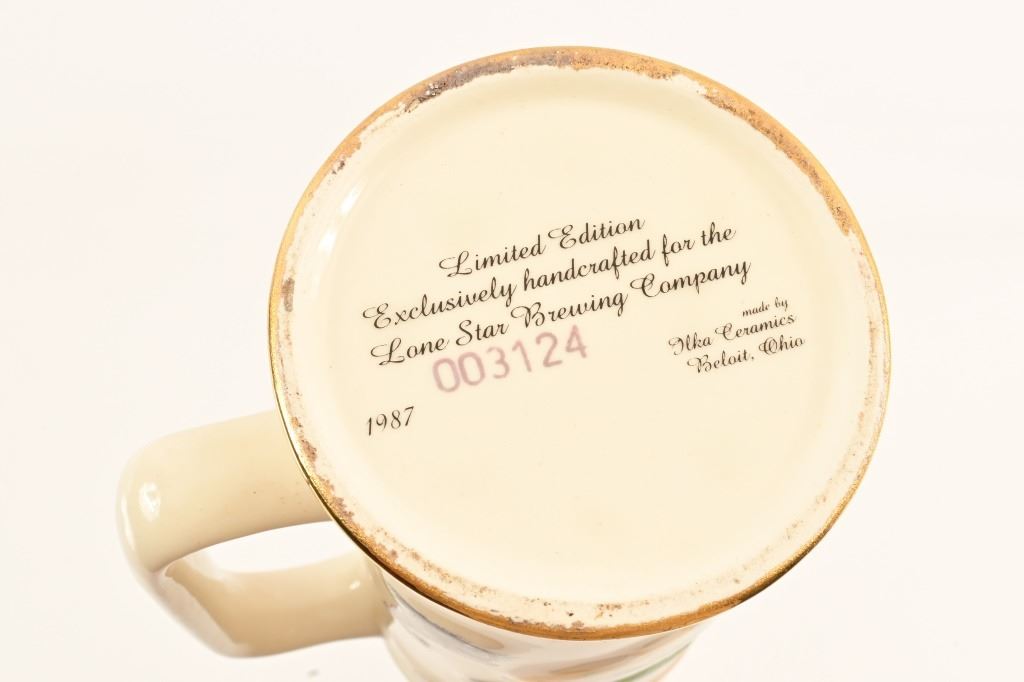 Limited Edition
Exclusively handcrafted for the
Lone Star Brewing Company
003124
made by
Ilka Ceramics
Beloit, Ohio
1987